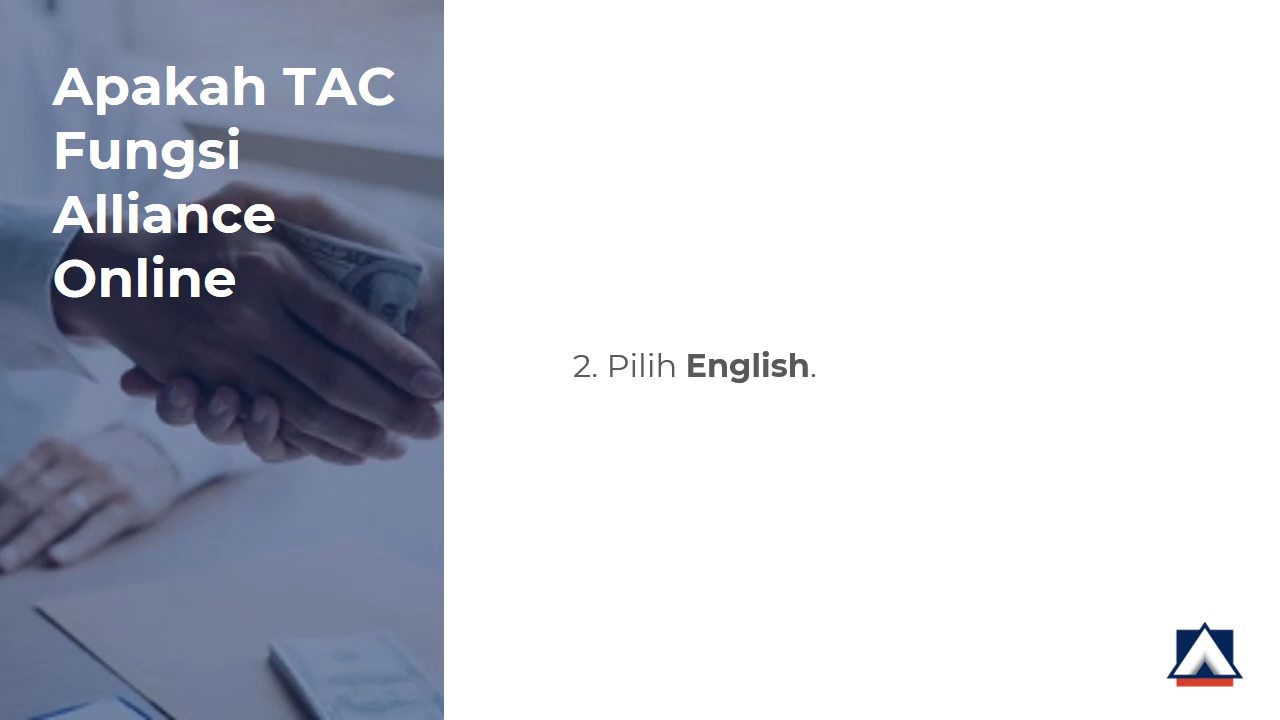 Apakah TAC
Fungsi
Alliance
Online
2. Pilih English.